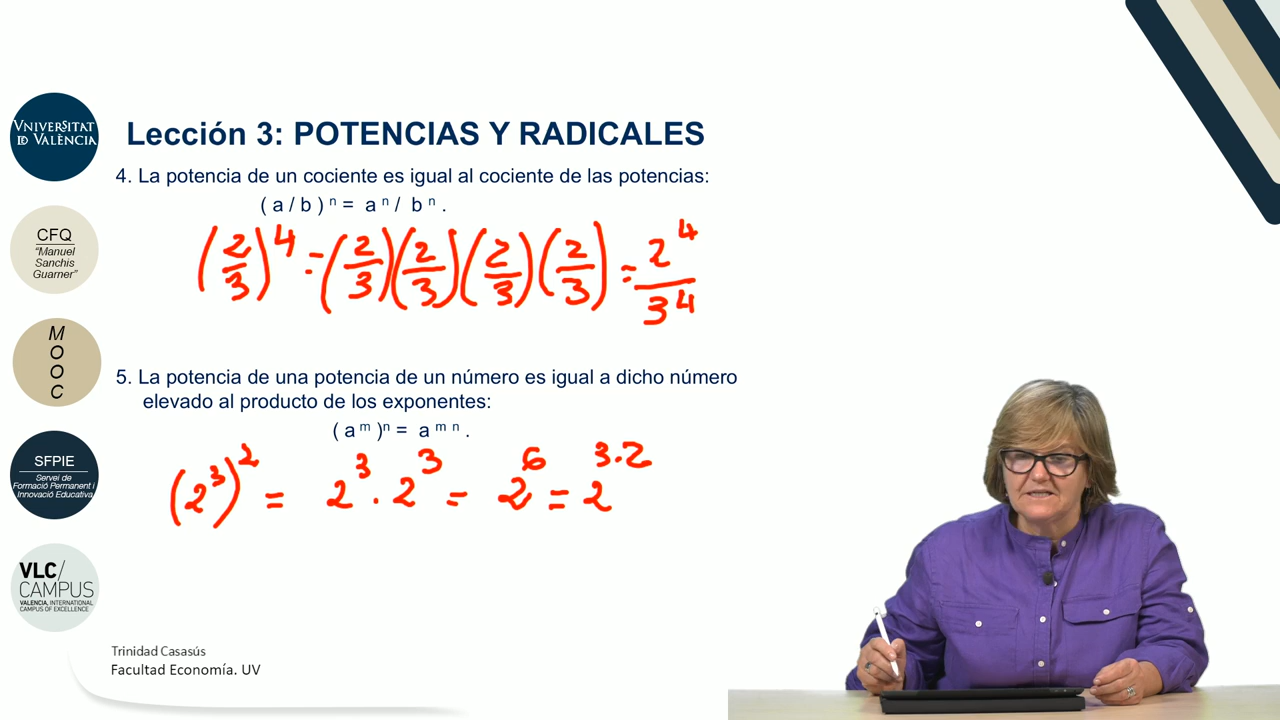 VNIVERSITAT
ID VALÈNCIA
CFQ
"Manuel
Sanchis
Guarner"
M
O
O
C
SFPIE
Servei de
Formació Permanent i
Innovació Educativa
VLC/
CAMPUS
VALENCIA, INTERNATIONAL
CAMPUS OF EXCELLENCE
Lección 3: POTENCIAS Y RADICALES
4. La potencia de un cociente es igual al cociente de las potencias:
( a / b ) ⁿ = a ⁿ / b ⁿ .
(2/3)⁴ = (2/3)(2/3)(2/3)(2/3) = 2⁴/3⁴
5. La potencia de una potencia de un número es igual a dicho número
elevado al producto de los exponentes:
( a ᵐ )ⁿ = a ᵐ ⁿ .
(2³)² = 2³ · 2³ = 2⁶ = 2³·²
Trinidad Casasús
Facultad Economía. UV